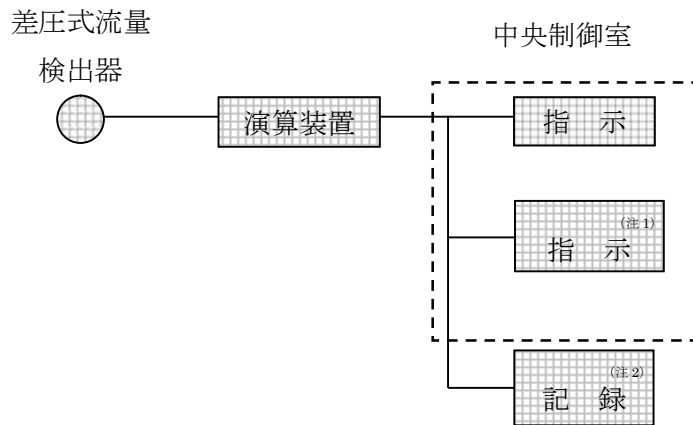 差圧式流量
検出器
中央制御室
演算装置
指 示
(注1)
指 示
(注2)
記 録